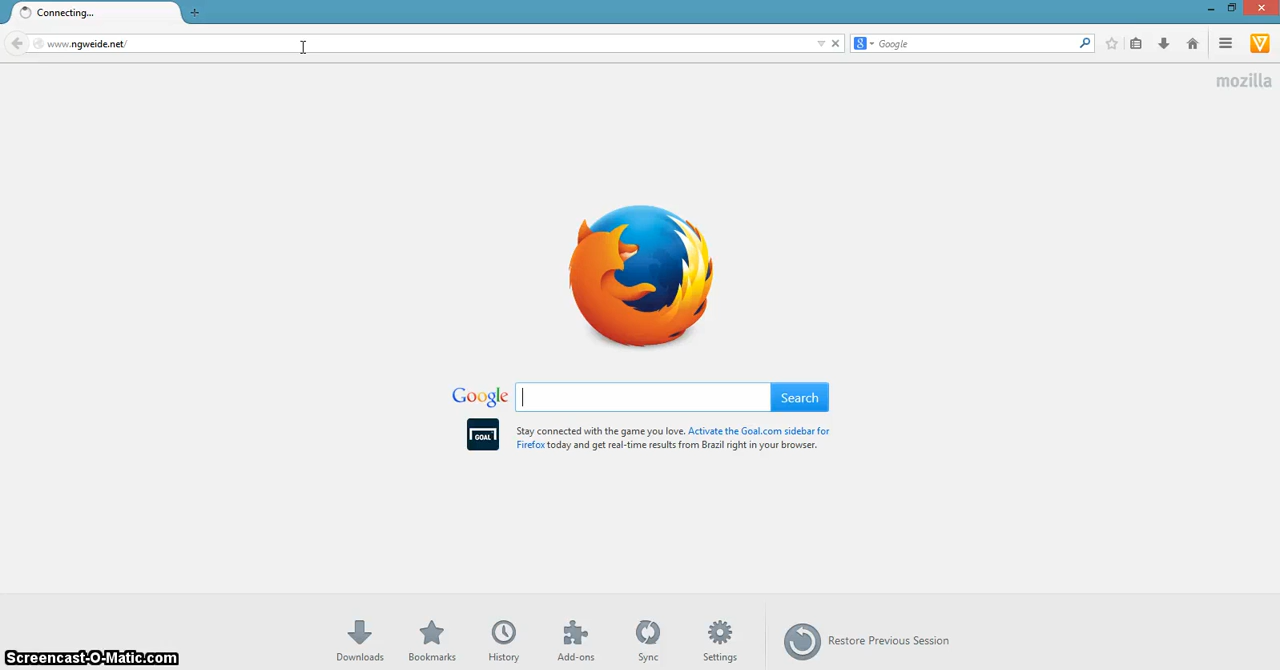 Connecting...
www.ngweide.net/
Google
mozilla
Google
Search
GOAL
Stay connected with the game you love. Activate the Goal.com sidebar for
Firefox today and get real-time results from Brazil right in your browser.
Downloads
Bookmarks
History
Add-ons
Sync
Settings
Restore Previous Session
Screencast-O-Matic.com